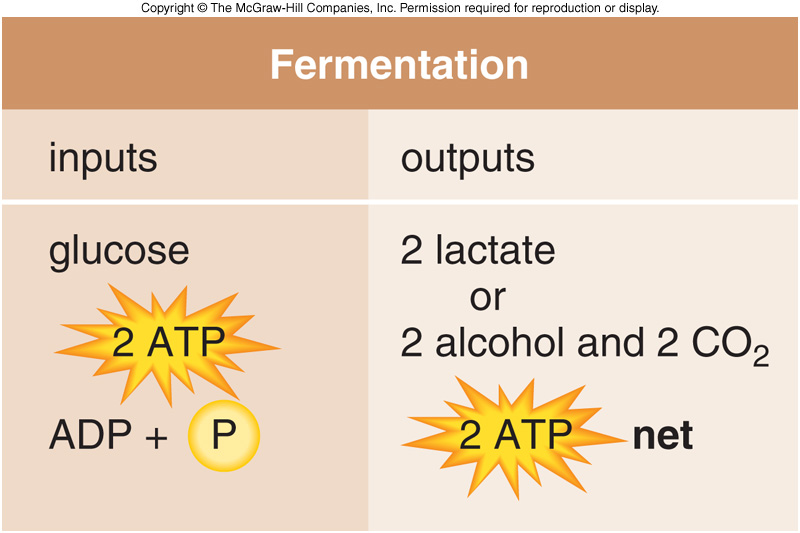 Copyright © The McGraw-Hill Companies, Inc. Permission required for reproduction or display.
Fermentation
inputs
outputs
glucose
2 ATP
ADP + P
2 lactate
or
2 alcohol and 2 CO₂
2 ATP net